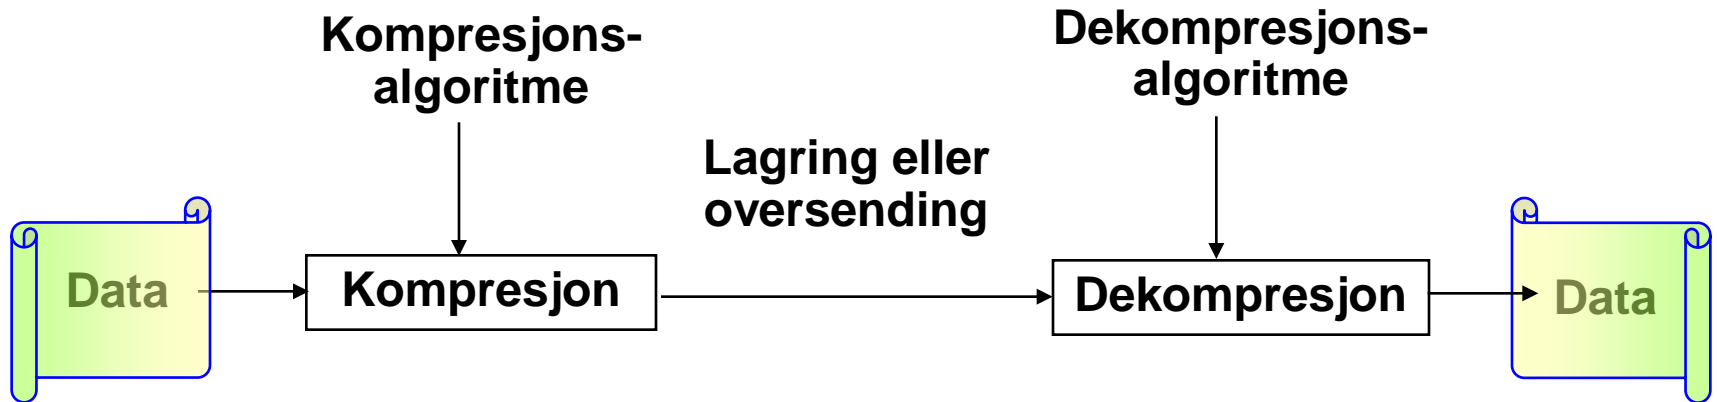 Kompresjons-
algoritme
Dekompresjons-
algoritme
Lagring eller
oversending
Data
Kompresjon
Dekompresjon
Data